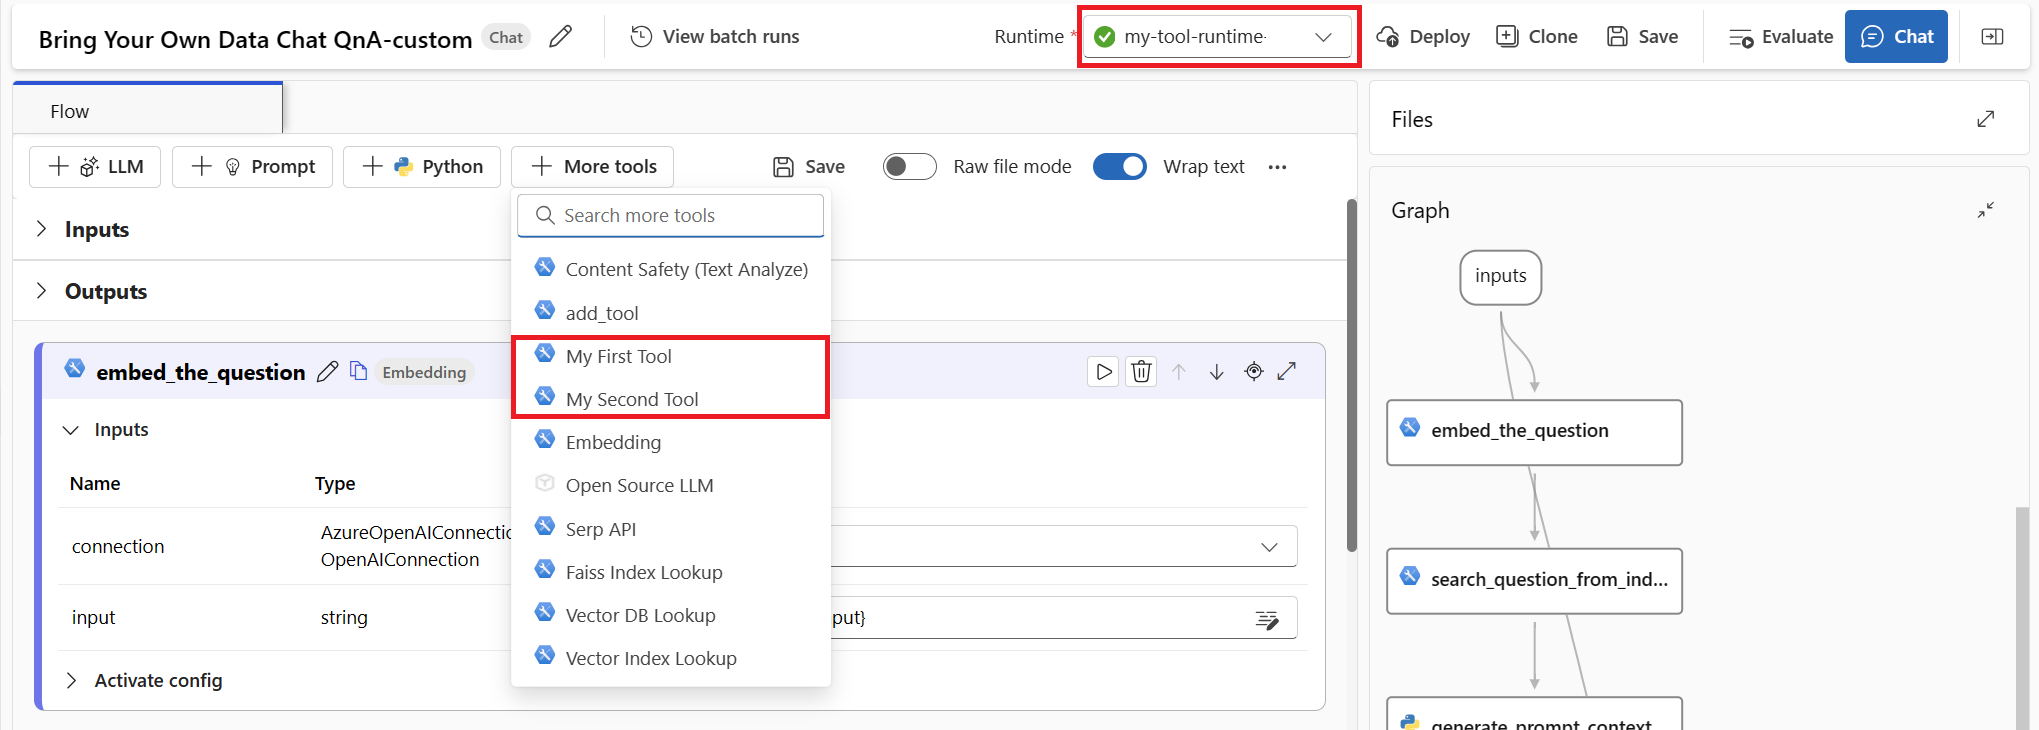 Bring Your Own Data Chat QnA-custom Chat View batch runs Runtime * my-tool-runtime- Deploy Clone Save Evaluate Chat
Flow
Files
LLM Prompt Python More tools Save Raw file mode Wrap text
Search more tools
Content Safety (Text Analyze)
add_tool
My First Tool
My Second Tool
Embedding
Open Source LLM
Serp API
Faiss Index Lookup
Vector DB Lookup
Vector Index Lookup
Inputs
Outputs
embed_the_question Embedding
Inputs
Name Type
connection AzureOpenAIConnectic
OpenAIConnection
input string put}
Activate config
Graph
inputs
embed_the_question
search_question_from_ind...
generate_prompt_context